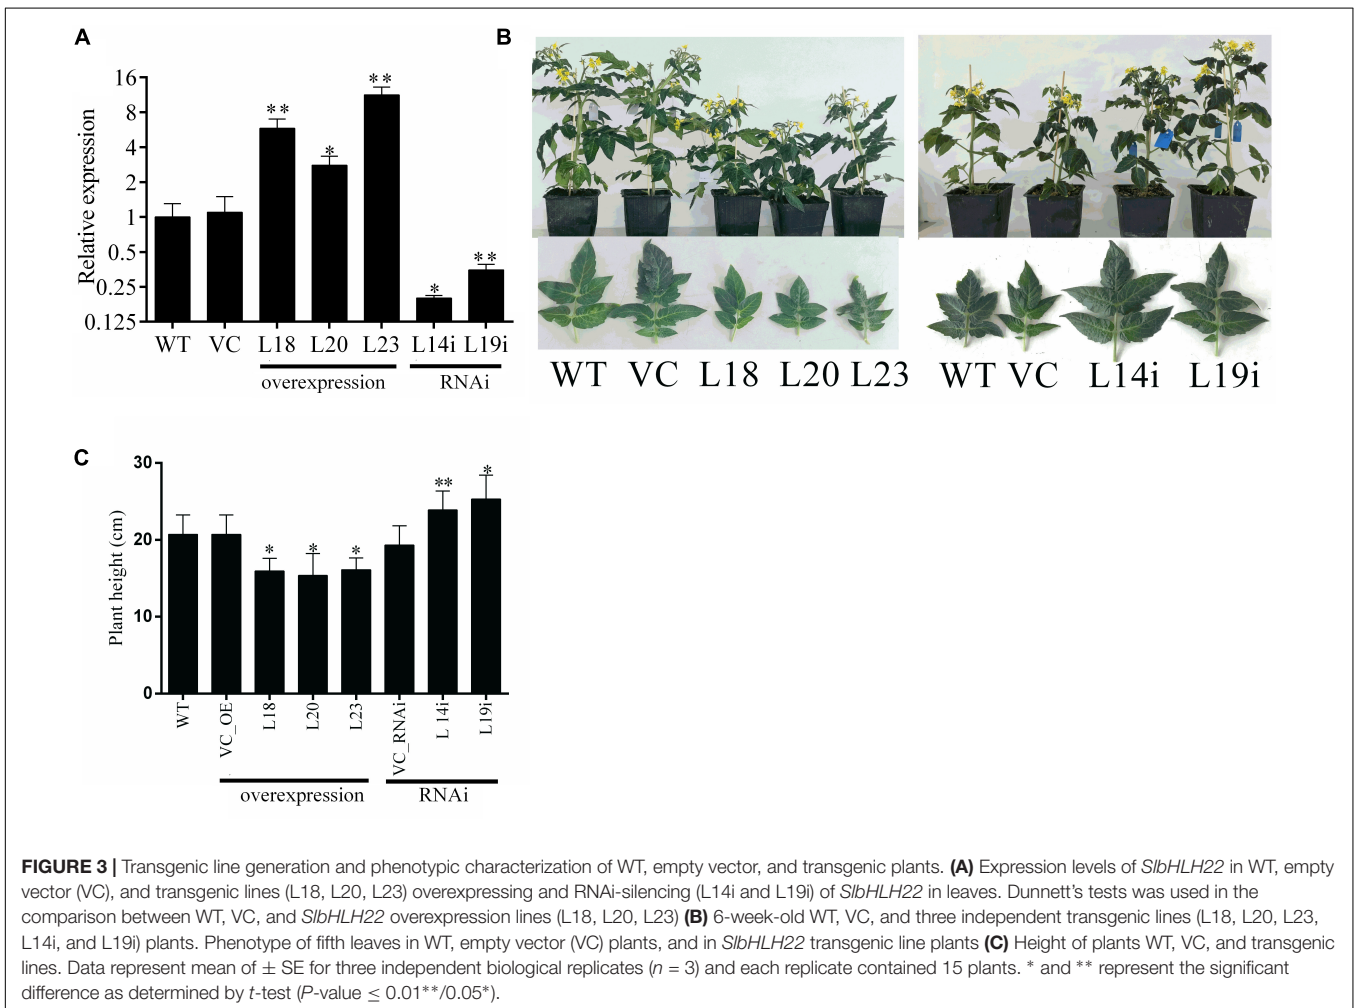 A
Relative expression
16
8
4
2
1
0.5
0.25
0.125
** * ** * **
WT VC L18 L20 L23 L14i L19i
overexpression RNAi
B
WT VC L18 L20 L23 WT VC L14i L19i
C
Plant height (cm)
30
20
10
0
* * * ** *
WT VC_OE L18 L20 L23 VC_RNAi L 14i L19i
overexpression RNAi
FIGURE 3 | Transgenic line generation and phenotypic characterization of WT, empty vector, and transgenic plants. (A) Expression levels of SlbHLH22 in WT, empty
vector (VC), and transgenic lines (L18, L20, L23) overexpressing and RNAi-silencing (L14i and L19i) of SlbHLH22 in leaves. Dunnett's tests was used in the
comparison between WT, VC, and SlbHLH22 overexpression lines (L18, L20, L23) (B) 6-week-old WT, VC, and three independent transgenic lines (L18, L20, L23,
L14i, and L19i) plants. Phenotype of fifth leaves in WT, empty vector (VC) plants, and in SlbHLH22 transgenic line plants (C) Height of plants WT, VC, and transgenic
lines. Data represent mean of ± SE for three independent biological replicates (n = 3) and each replicate contained 15 plants. * and ** represent the significant
difference as determined by t-test (P-value ≤ 0.01**/0.05*).